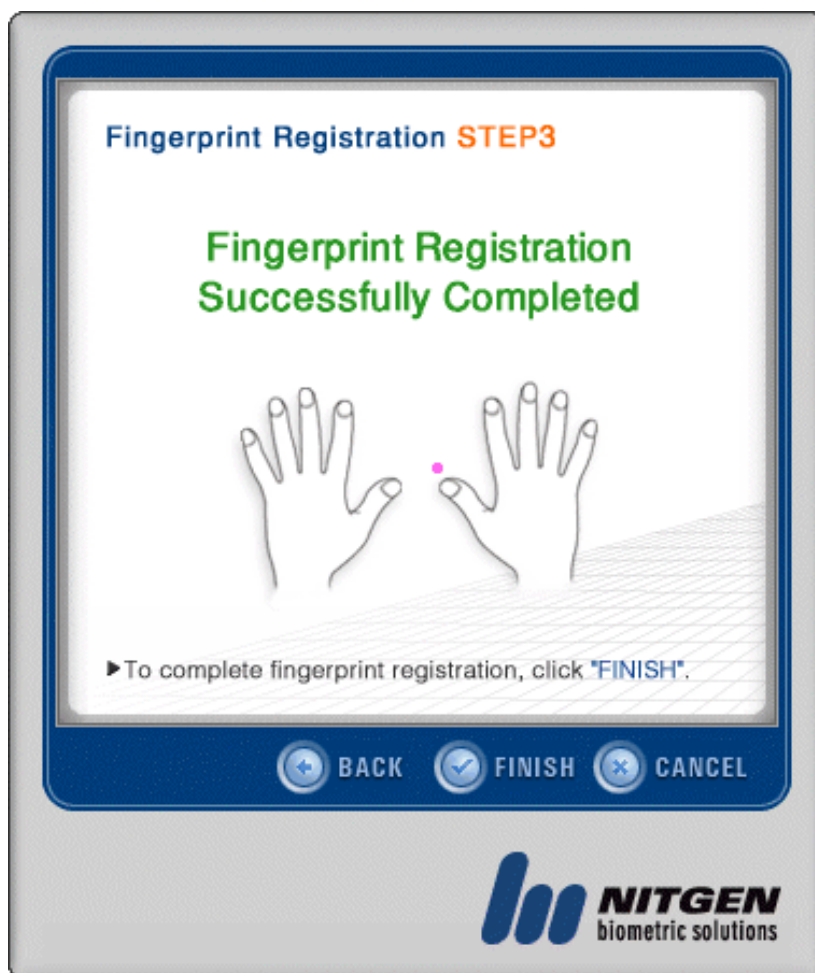 Fingerprint Registration STEP3
Fingerprint Registration
Successfully Completed
▶To complete fingerprint registration, click "FINISH".
BACK FINISH CANCEL
NITGEN
biometric solutions